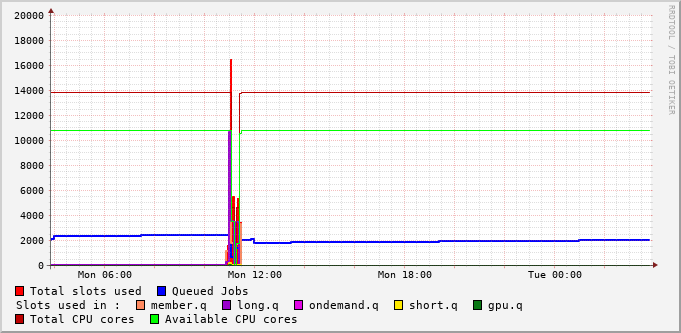 RRDTOOL / TOBI OETIKER
20000
18000
16000
14000
12000
10000
8000
6000
4000
2000
0
Mon 06:00 Mon 12:00 Mon 18:00 Tue 00:00
Total slots used Queued Jobs
Slots used in : member.q long.q ondemand.q short.q gpu.q
Total CPU cores Available CPU cores